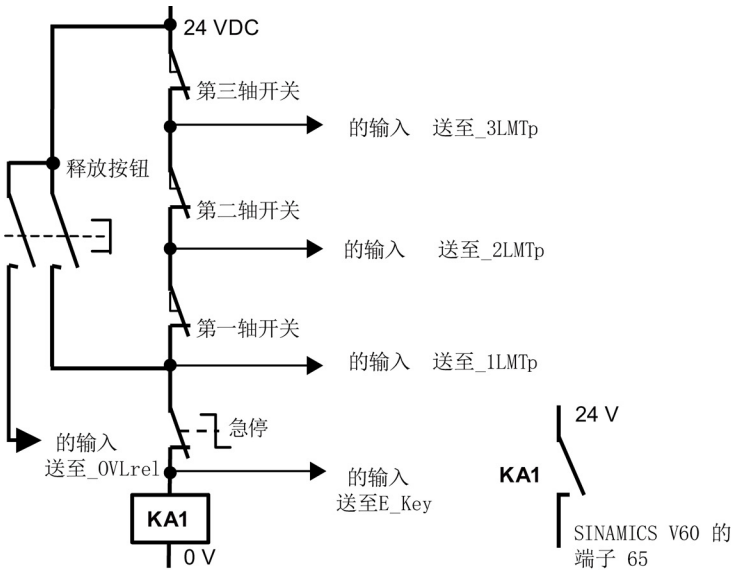 24 VDC
第三轴开关
的输入 送至_3LMTp
释放按钮
第二轴开关
的输入 送至_2LMTp
第一轴开关
的输入 送至_1LMTp
急停
的输入
送至_OVLrel
的输入
送至E_Key
KA1
0 V
24 V
KA1
SINAMICS V60 的
端子 65